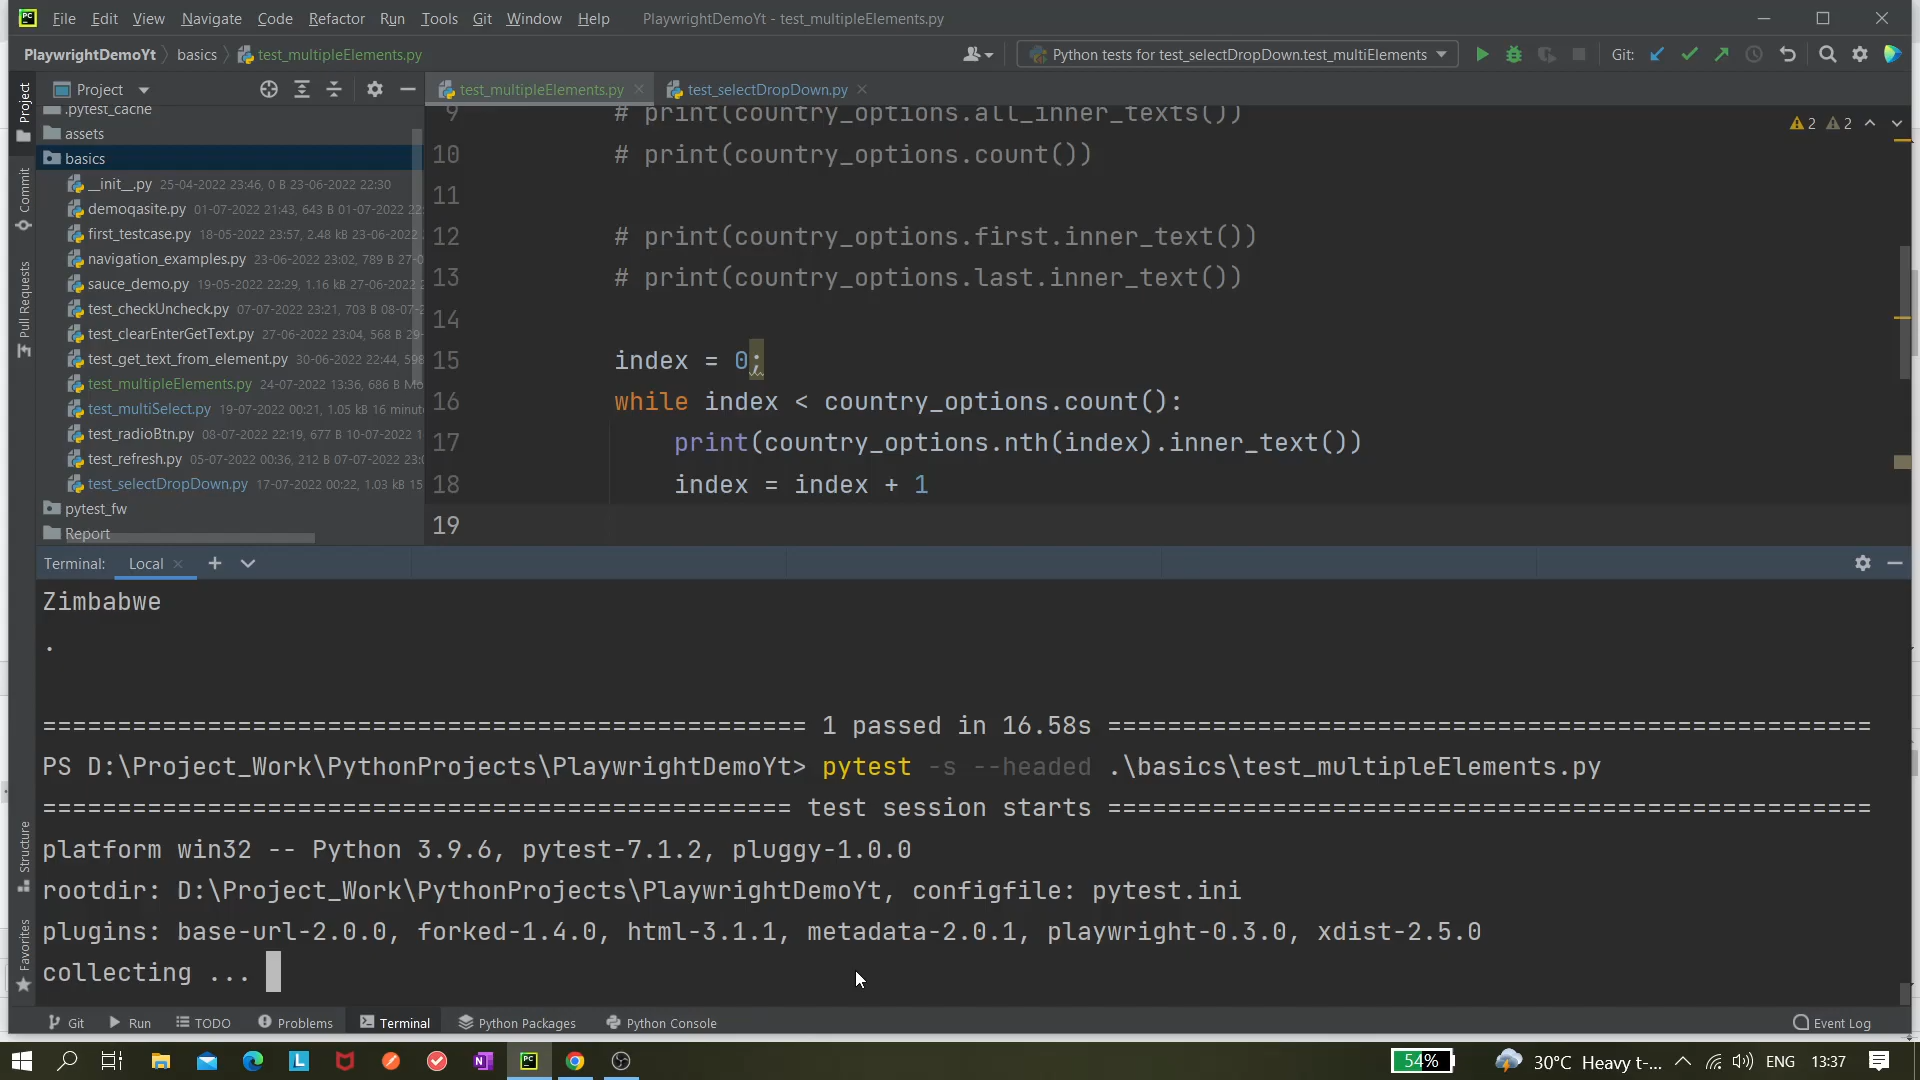 File Edit View Navigate Code Refactor Run Tools Git Window Help PlaywrightDemoYt - test_multipleElements.py
PlaywrightDemoYt basics test_multipleElements.py Python tests for test_selectDropDown.test_multiElements Git:
Project
test_multipleElements.py test_selectDropDown.py
.pytest_cache
assets
basics
__init__.py 25-04-2022 23:46, 0 B 23-06-2022 22:30
demoqasite.py 01-07-2022 21:43, 643 B 01-07-2022
first_testcase.py 18-05-2022 23:57, 2.48 kB 23-06-2022
navigation_examples.py 23-06-2022 23:02, 789 B
sauce_demo.py 19-05-2022 22:29, 1.16 kB 27-06-2022
test_checkUncheck.py 07-07-2022 23:21, 703 B
test_clearEnterGetText.py 27-06-2022 23:04, 568 B
test_get_text_from_element.py 30-06-2022 22:44,
test_multipleElements.py 24-07-2022 13:36, 686 B
test_multiSelect.py 19-07-2022 00:21, 1.05 kB 16
test_radioBtn.py 08-07-2022 22:19, 677 B 10-07-2022
test_refresh.py 05-07-2022 00:36, 212 B 07-07-2022
test_selectDropDown.py 17-07-2022 00:22, 1.03 kB
pytest_fw
Report
Project
Commit
Pull Requests
Structure
Favorites
2 2
9 # print(country_options.all_inner_texts())
10 # print(country_options.count())
11
12 # print(country_options.first.inner_text())
13 # print(country_options.last.inner_text())
14
15 index = 0;
16 while index < country_options.count():
17 print(country_options.nth(index).inner_text())
18 index = index + 1
19
Terminal: Local
Zimbabwe
.
=================================================== 1 passed in 16.58s ===================================================
PS D:\Project_Work\PythonProjects\PlaywrightDemoYt> pytest -s --headed .\basics\test_multipleElements.py
================================================== test session starts ===================================================
platform win32 -- Python 3.9.6, pytest-7.1.2, pluggy-1.0.0
rootdir: D:\Project_Work\PythonProjects\PlaywrightDemoYt, configfile: pytest.ini
plugins: base-url-2.0.0, forked-1.4.0, html-3.1.1, metadata-2.0.1, playwright-0.3.0, xdist-2.5.0
collecting ...
Git Run TODO Problems Terminal Python Packages Python Console Event Log
54% 30°C Heavy t-... ENG 13:37